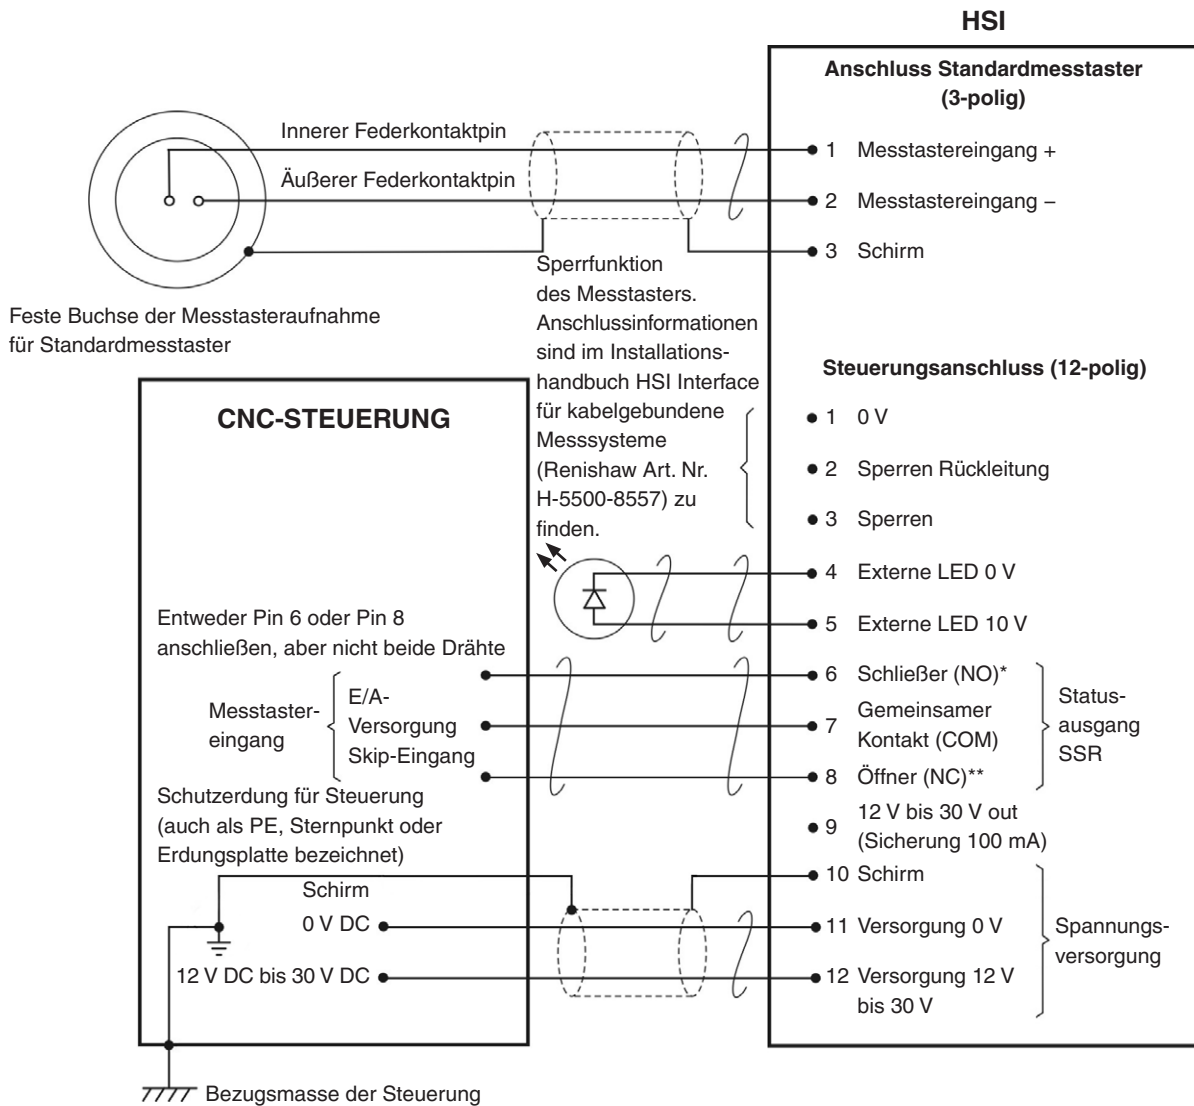 HSI
Anschluss Standardmesstaster
(3-polig)
Innerer Federkontaktpin
1 Messtastereingang +
Äußerer Federkontaktpin
2 Messtastereingang –
3 Schirm
Feste Buchse der Messtasteraufnahme
für Standardmesstaster
Sperrfunktion
des Messtasters.
Anschlussinformationen
sind im Installations-
handbuch HSI Interface
für kabelgebundene
Messsysteme
(Renishaw Art. Nr.
H-5500-8557) zu
finden.
Steuerungsanschluss (12-polig)
1 0 V
2 Sperren Rückleitung
3 Sperren
4 Externe LED 0 V
5 Externe LED 10 V
6 Schließer (NO)*
7 Gemeinsamer
Kontakt (COM)
8 Öffner (NC)**
Status-
ausgang
SSR
9 12 V bis 30 V out
(Sicherung 100 mA)
10 Schirm
11 Versorgung 0 V
12 Versorgung 12 V
bis 30 V
Spannungs-
versorgung
CNC-STEUERUNG
Entweder Pin 6 oder Pin 8
anschließen, aber nicht beide Drähte
Messtaster-
eingang
E/A-
Versorgung
Skip-Eingang
Schutzerdung für Steuerung
(auch als PE, Sternpunkt oder
Erdungsplatte bezeichnet)
Schirm
0 V DC
12 V DC bis 30 V DC
Bezugsmasse der Steuerung